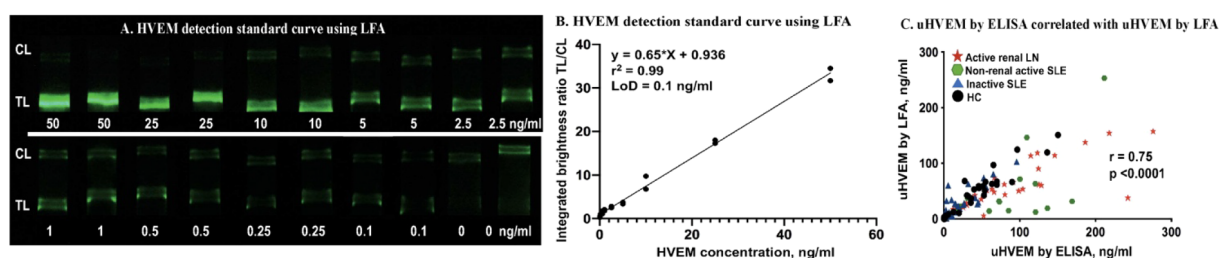 A. HVEM detection standard curve using LFA
CL
TL
50 50 25 25 10 10 5 5 2.5 2.5 ng/ml
CL
TL
1 1 0.5 0.5 0.25 0.25 0.1 0.1 0 0 ng/ml
B. HVEM detection standard curve using LFA
Integrated brightness ratio TL/CL
40
30
20
10
0
y = 0.65*X + 0.936
r² = 0.99
LoD = 0.1 ng/ml
0 20 40 60
HVEM concentration, ng/ml
C. uHVEM by ELISA correlated with uHVEM by LFA
uHVEM by LFA, ng/ml
300
200
100
0
Active renal LN
Non-renal active SLE
Inactive SLE
HC
r = 0.75
p <0.0001
0 100 200 300
uHVEM by ELISA, ng/ml